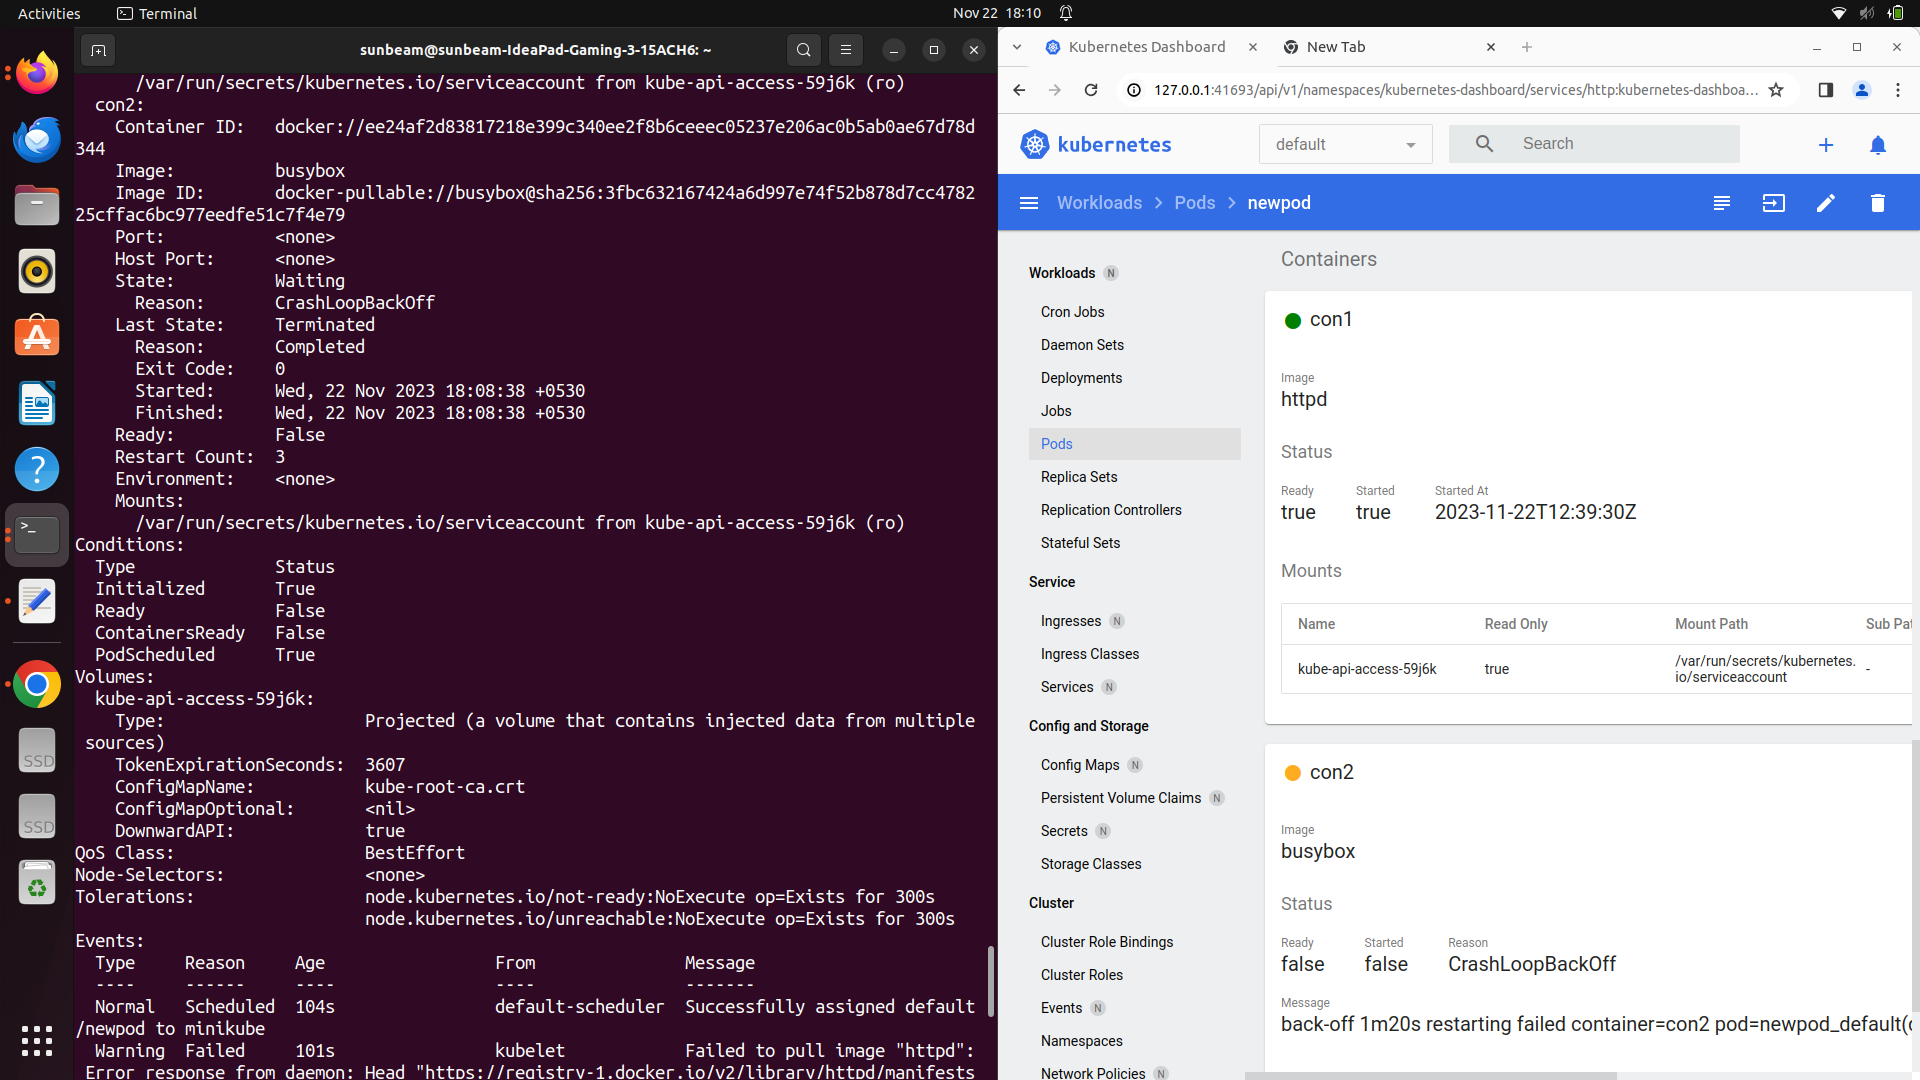 Activities
Terminal
Nov 22 18:10
sunbeam@sunbeam-IdeaPad-Gaming-3-15ACH6: ~
/var/run/secrets/kubernetes.io/serviceaccount from kube-api-access-59j6k (ro)
con2:
Container ID: docker://ee24af2d83817218e399c340ee2f8b6ceeec05237e206ac0b5ab0ae67d78d
344
Image: busybox
Image ID: docker-pullable://busybox@sha256:3fbc632167424a6d997e74f52b878d7cc4782
25cffac6bc977eedfe51c7f4e79
Port: <none>
Host Port: <none>
State: Waiting
Reason: CrashLoopBackOff
Last State: Terminated
Reason: Completed
Exit Code: 0
Started: Wed, 22 Nov 2023 18:08:38 +0530
Finished: Wed, 22 Nov 2023 18:08:38 +0530
Ready: False
Restart Count: 3
Environment: <none>
Mounts:
/var/run/secrets/kubernetes.io/serviceaccount from kube-api-access-59j6k (ro)
Conditions:
Type Status
Initialized True
Ready False
ContainersReady False
PodScheduled True
Volumes:
kube-api-access-59j6k:
Type: Projected (a volume that contains injected data from multiple
sources)
TokenExpirationSeconds: 3607
ConfigMapName: kube-root-ca.crt
ConfigMapOptional: <nil>
DownwardAPI: true
QoS Class: BestEffort
Node-Selectors: <none>
Tolerations: node.kubernetes.io/not-ready:NoExecute op=Exists for 300s
node.kubernetes.io/unreachable:NoExecute op=Exists for 300s
Events:
Type Reason Age From Message
---- ------ ---- ---- -------
Normal Scheduled 104s default-scheduler Successfully assigned default
/newpod to minikube
Warning Failed 101s kubelet Failed to pull image "httpd":
Error response from daemon: Head "https://registry-1.docker.io/v2/library/httpd/manifests
SSD
SSD
Kubernetes Dashboard
New Tab
127.0.0.1:41693/api/v1/namespaces/kubernetes-dashboard/services/http:kubernetes-dashboa...
kubernetes
default
Search
Workloads
Pods
newpod
Workloads N
Cron Jobs
Daemon Sets
Deployments
Jobs
Pods
Replica Sets
Replication Controllers
Stateful Sets
Service
Ingresses N
Ingress Classes
Services N
Config and Storage
Config Maps N
Persistent Volume Claims N
Secrets N
Storage Classes
Cluster
Cluster Role Bindings
Cluster Roles
Events N
Namespaces
Network Policies N
Containers
con1
Image
httpd
Status
Ready Started Started At
true true 2023-11-22T12:39:30Z
Mounts
Name Read Only Mount Path Sub Pat
kube-api-access-59j6k true /var/run/secrets/kubernetes. -
io/serviceaccount
con2
Image
busybox
Status
Ready Started Reason
false false CrashLoopBackOff
Message
back-off 1m20s restarting failed container=con2 pod=newpod_default(